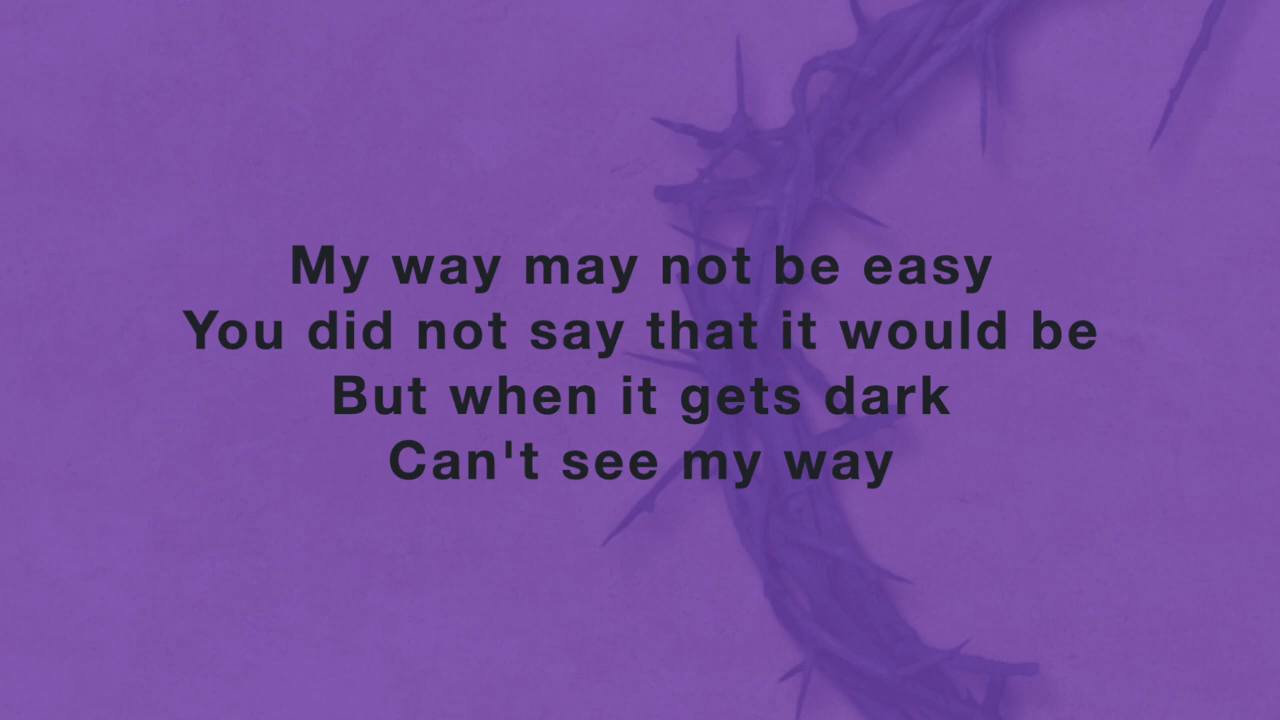 My way may not be easy
You did not say that it would be
But when it gets dark
Can't see my way